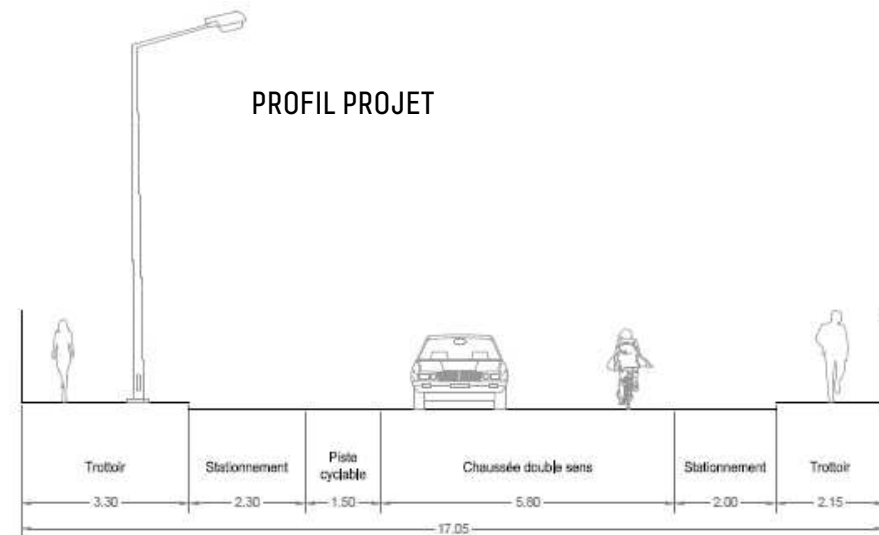 PROFIL PROJET
Trottoir
Stationnement
Piste
cyclable
Chaussée double sens
Stationnement
Trottoir
3.30
2.30
1.50
5.80
2.00
2.15
17.05